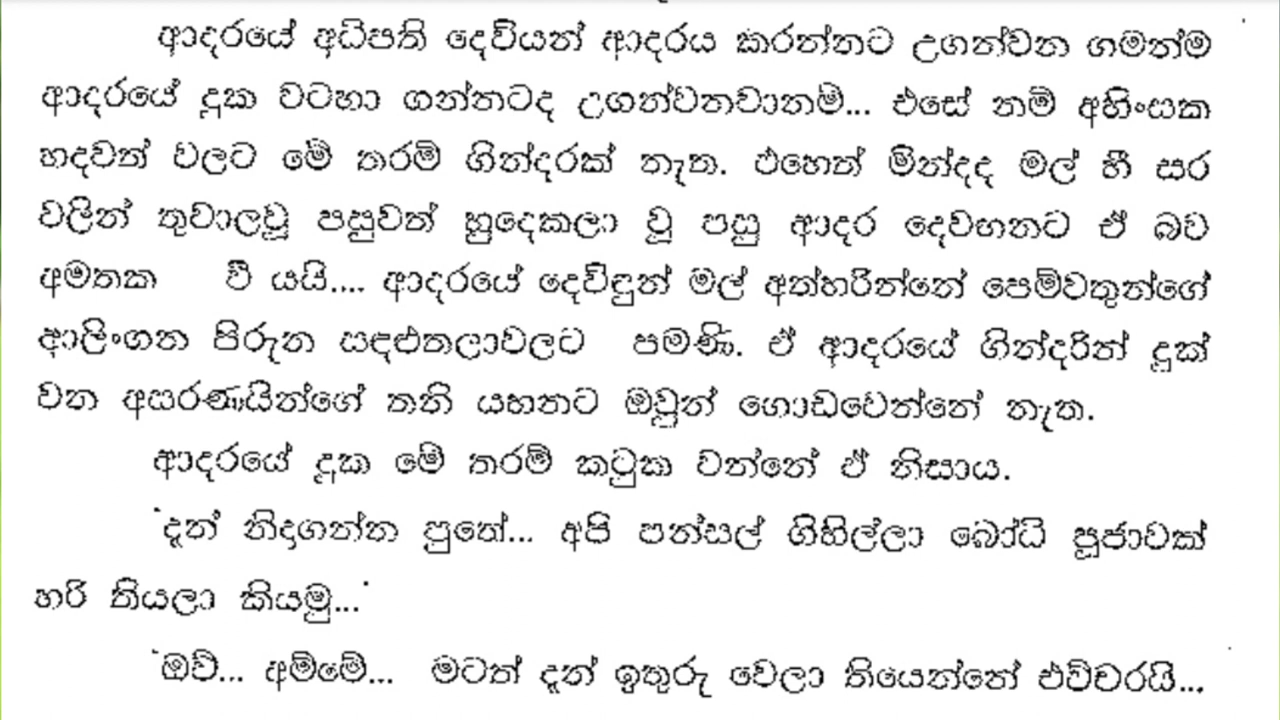 ආදරයේ අධිපති දෙවියන් ආදරය කරන්නට උගන්වන ගමන්ම
ආදරයේ දුක වටහා ගන්නටද උගන්වනවානම්... එසේ නම් අහිංසක
හදවත් වලට මේ තරම් ගින්දරක් නැත. එහෙත් මින්දද මල් හී සර
වලින් තුවාලවූ පසුවත් හුදෙකලා වූ පසු ආදර දෙවඟනට ඒ බව
අමතක වී යයි.... ආදරයේ දෙවිඳුන් මල් අත්හරින්නේ පෙම්වතුන්ගේ
ආලිංගන පිරුන සඳළුතලාවලට පමණි. ඒ ආදරයේ ගින්දරින් දුක්
වන අසරණයින්ගේ තනි යහනට ඔවුන් ගොඩවෙන්නේ නැත.
ආදරයේ දුක මේ තරම් කටුක වන්නේ ඒ නිසාය.
'දැන් නිදාගන්න පුතේ... අපි පන්සල් ගිහිල්ලා බෝධි පූජාවක්
හරි තියලා කියමු...'
'ඔව්... අම්මේ... මටත් දැන් ඉතුරු වෙලා තියෙන්නේ එච්චරයි...